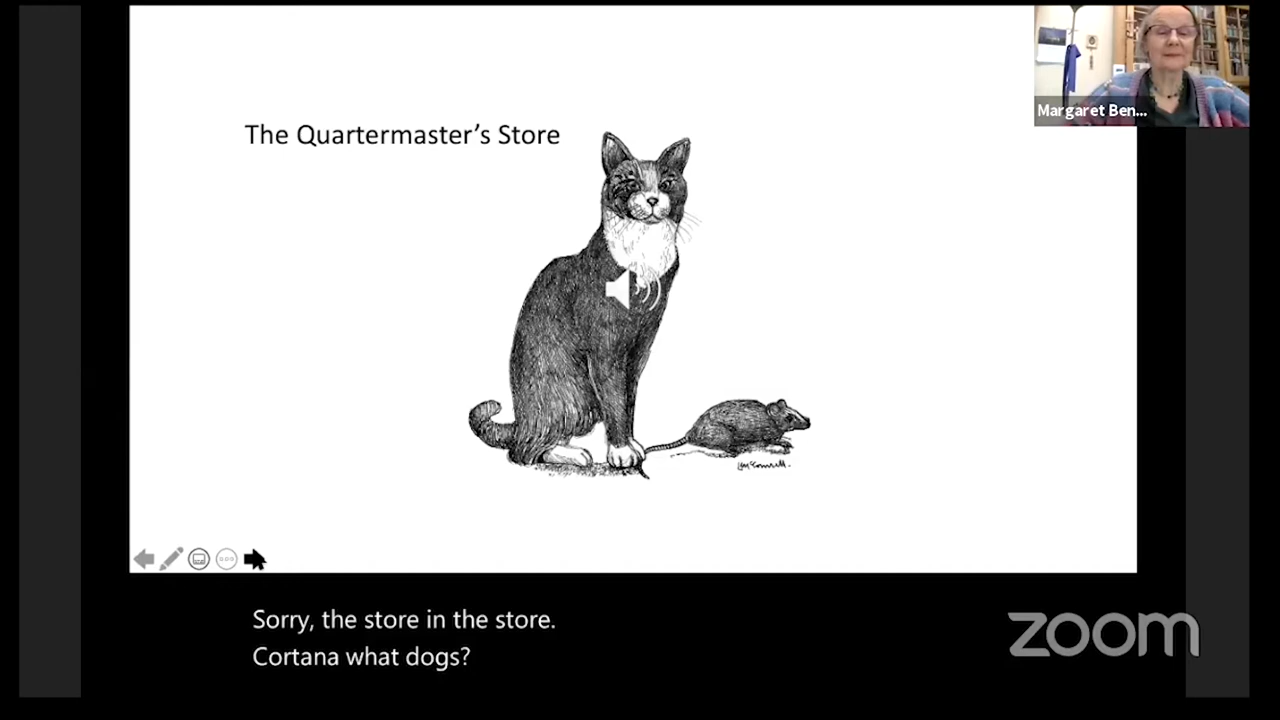 The Quartermaster's Store
Margaret Ben...
Sorry, the store in the store.
Cortana what dogs?
zoom